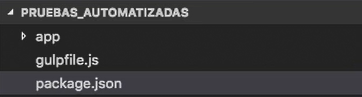 PRUEBAS_AUTOMATIZADAS
app
gulpfile.js
package.json